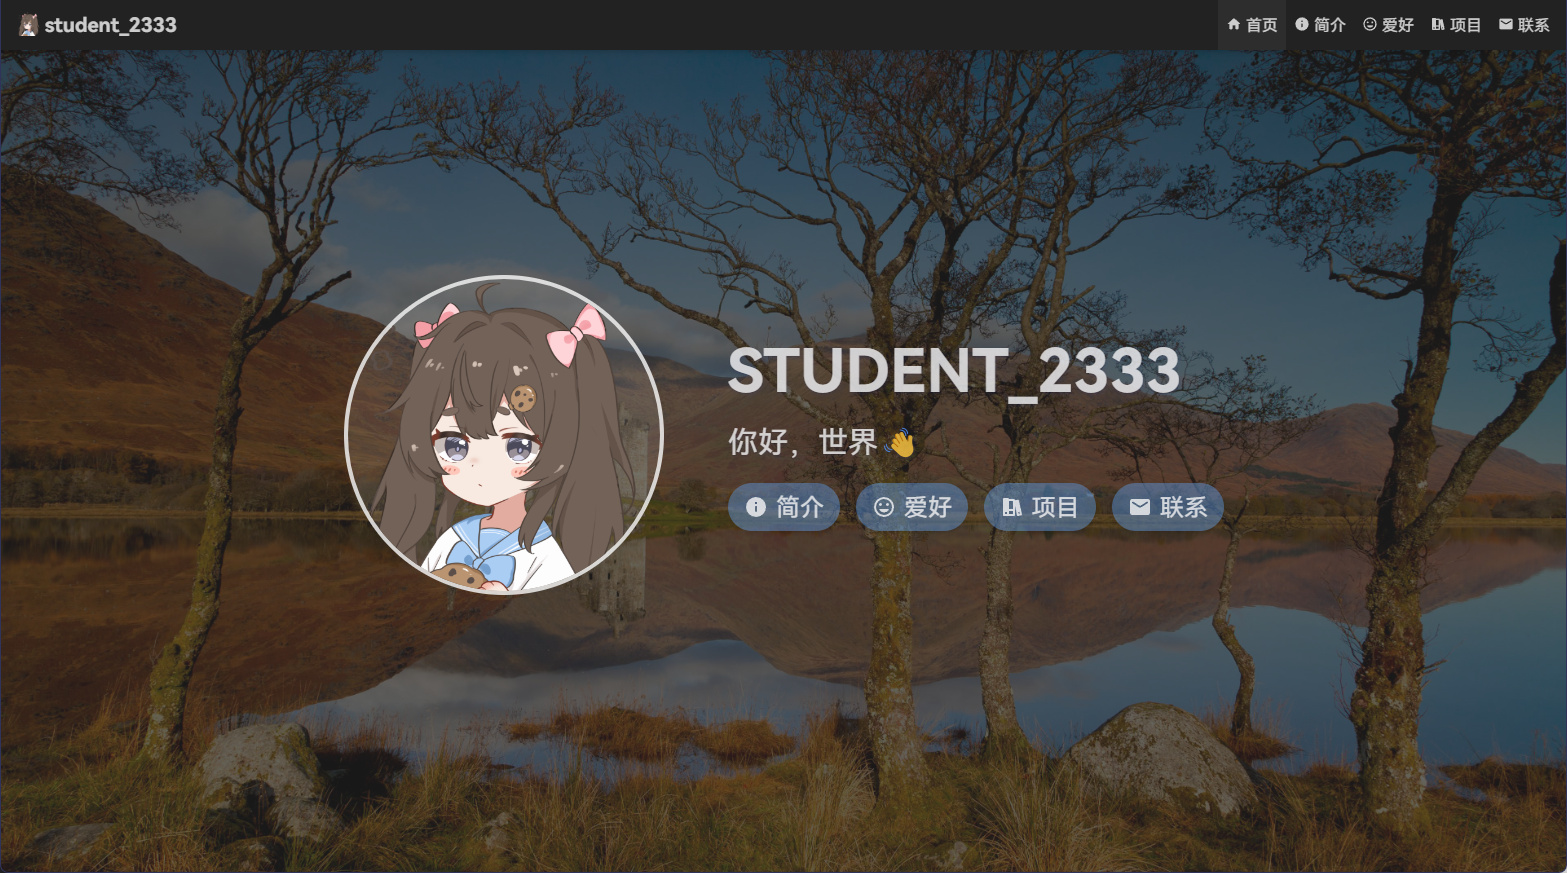 student_2333
首页 简介 爱好 项目 联系
STUDENT_2333
你好，世界👋
简介 爱好 项目 联系